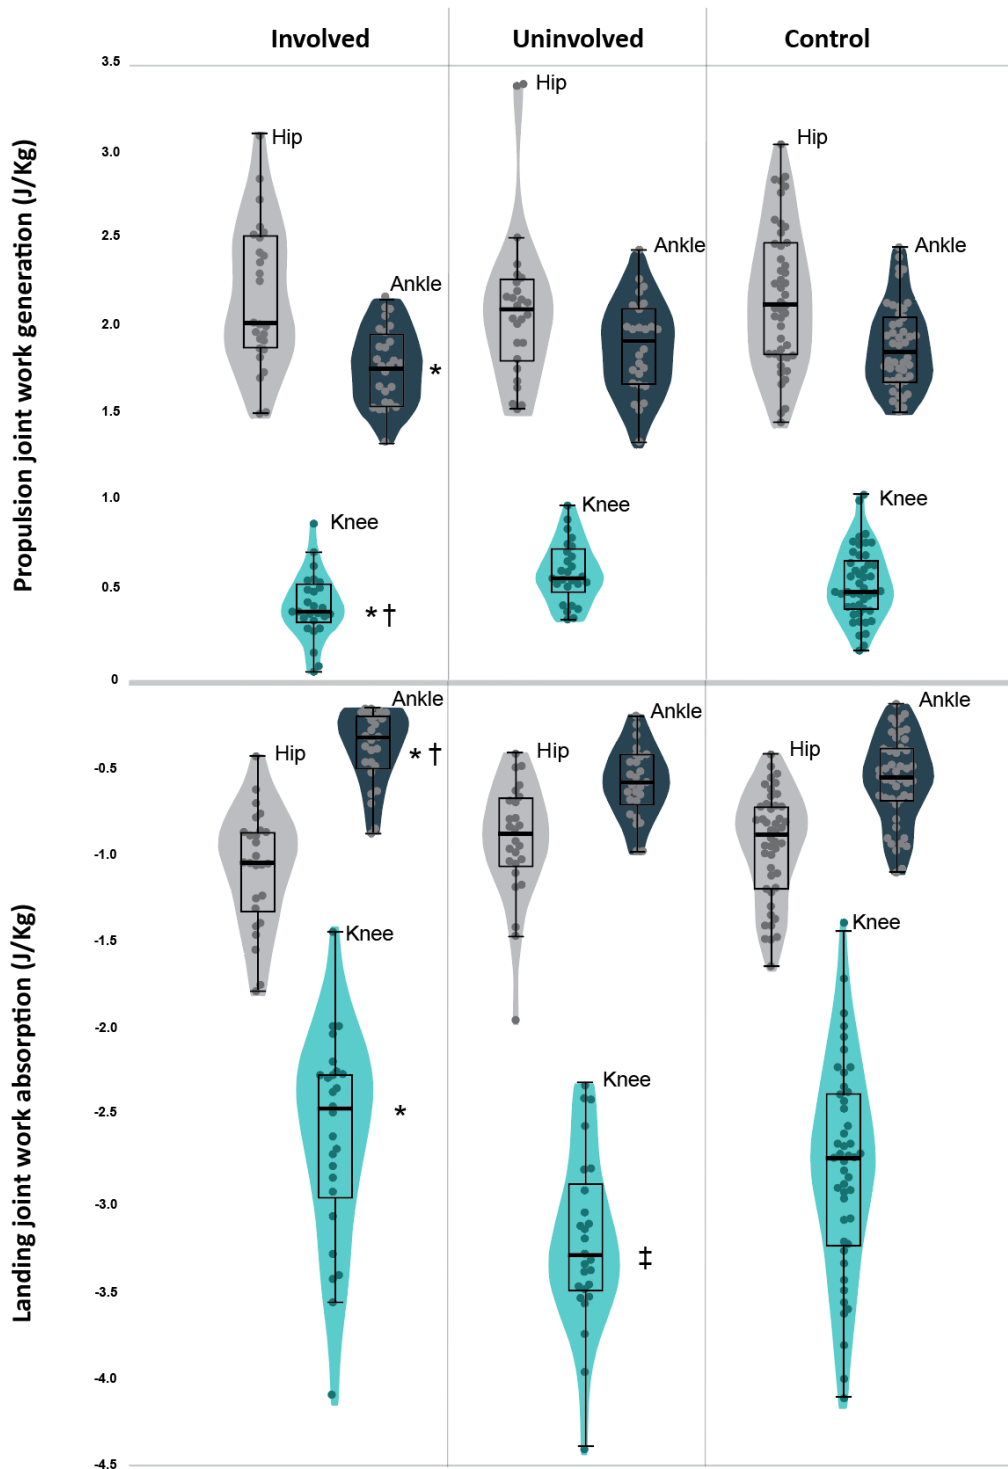 Involved Uninvolved Control
Propulsion joint work generation (J/Kg)
3.5
3.0
2.5
2.0
1.5
1.0
0.5
0
Hip
Ankle
*
Knee
* †
Hip
Ankle
Knee
Hip
Ankle
Knee
Landing joint work absorption (J/Kg)
-0.5
-1.0
-1.5
-2.0
-2.5
-3.0
-3.5
-4.0
-4.5
Hip
Ankle
* †
Knee
*
Hip
Ankle
Knee
‡
Hip
Ankle
Knee